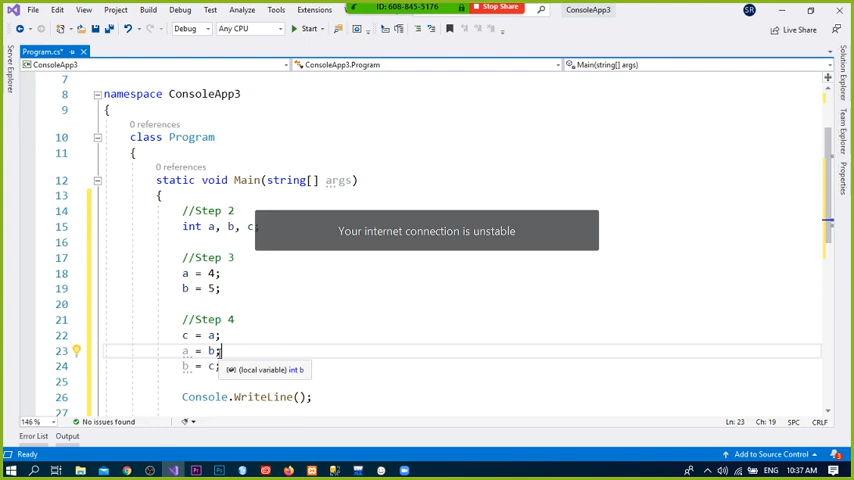 File Edit View Project Build Debug Test Analyze Tools Extensions ID: 608-845-5176 Stop Share ConsoleApp3 SR
Debug Any CPU Start Live Share
Program.cs*
ConsoleApp3 ConsoleApp3.Program Main(string[] args)
Server Explorer
Solution Explorer
Team Explorer
Properties
7
8 namespace ConsoleApp3
9 {
0 references
10 class Program
11 {
0 references
12 static void Main(string[] args)
13 {
14 //Step 2
15 int a, b, c;
Your internet connection is unstable
16
17 //Step 3
18 a = 4;
19 b = 5;
20
21 //Step 4
22 c = a;
23 a = b;
24 b = c;
(local variable) int b
25
26 Console.WriteLine();
27
146 % No issues found Ln: 23 Ch: 19 SPC CRLF
Error List Output
Ready Add to Source Control 3
ENG 10:37 AM